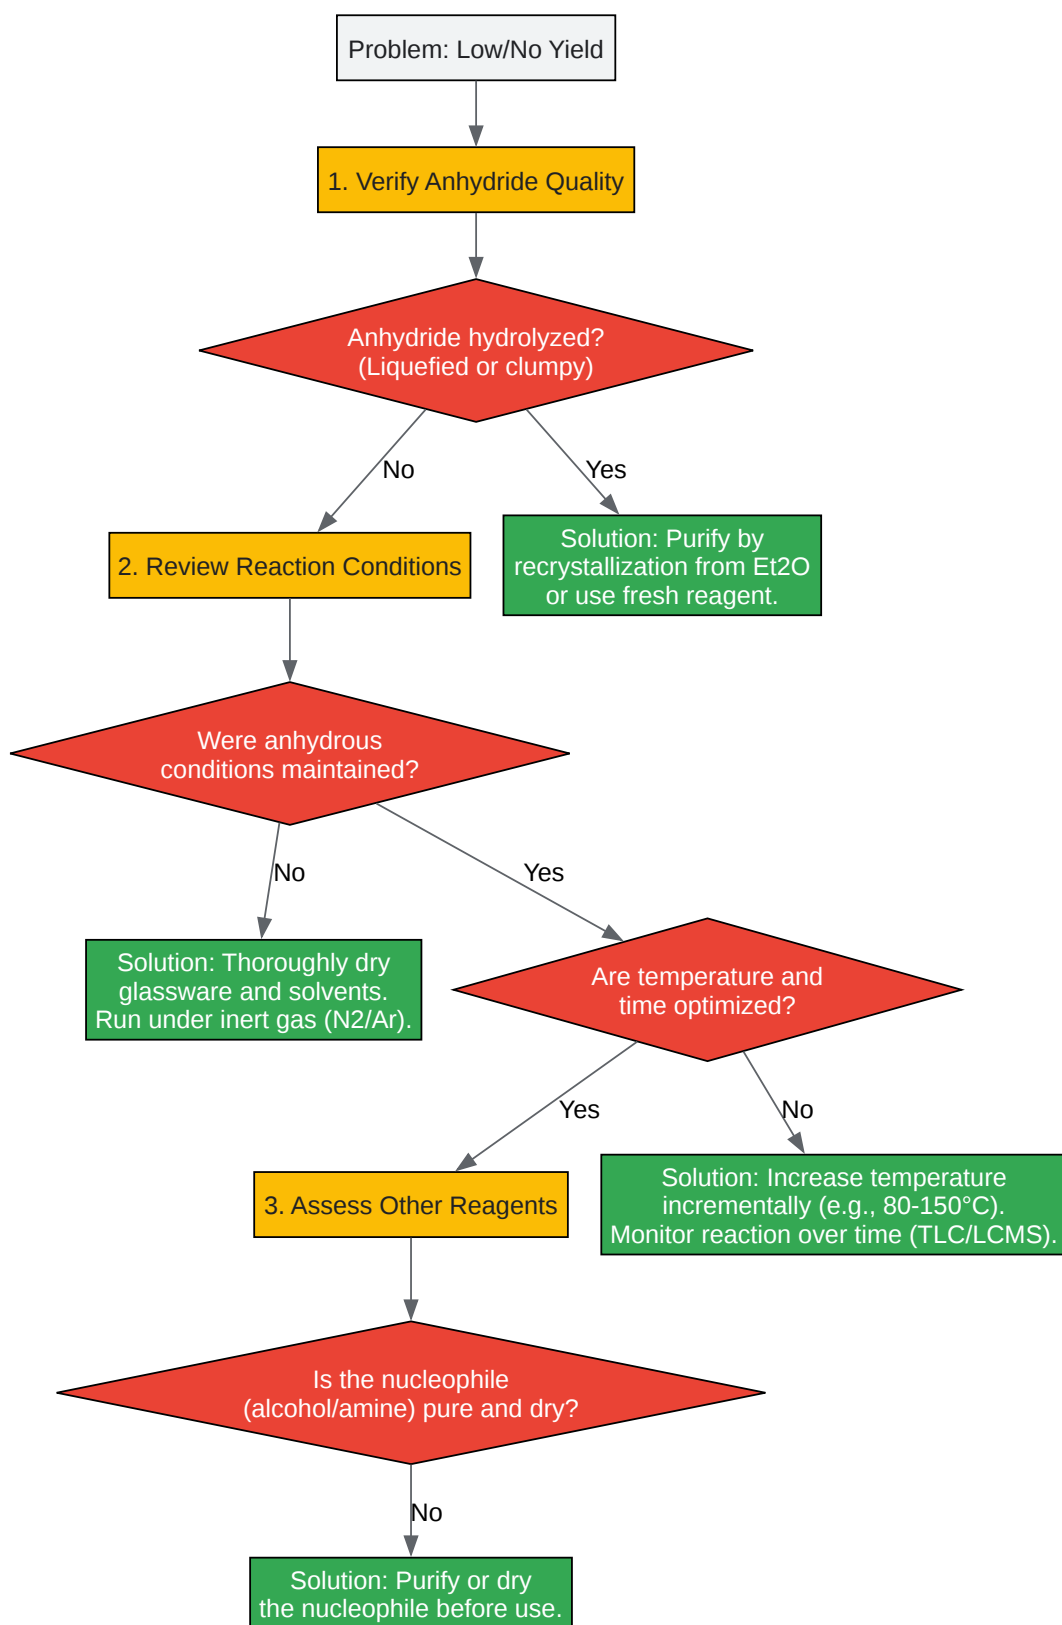 Problem: Low/No Yield
1. Verify Anhydride Quality
Anhydride hydrolyzed?
(Liquefied or clumpy)
No
Yes
2. Review Reaction Conditions
Solution: Purify by
recrystallization from Et2O
or use fresh reagent.
Were anhydrous
conditions maintained?
No
Yes
Solution: Thoroughly dry
glassware and solvents.
Run under inert gas (N2/Ar).
Are temperature and
time optimized?
Yes
No
3. Assess Other Reagents
Solution: Increase temperature
incrementally (e.g., 80-150°C).
Monitor reaction over time (TLC/LCMS).
Is the nucleophile
(alcohol/amine) pure and dry?
No
Solution: Purify or dry
the nucleophile before use.